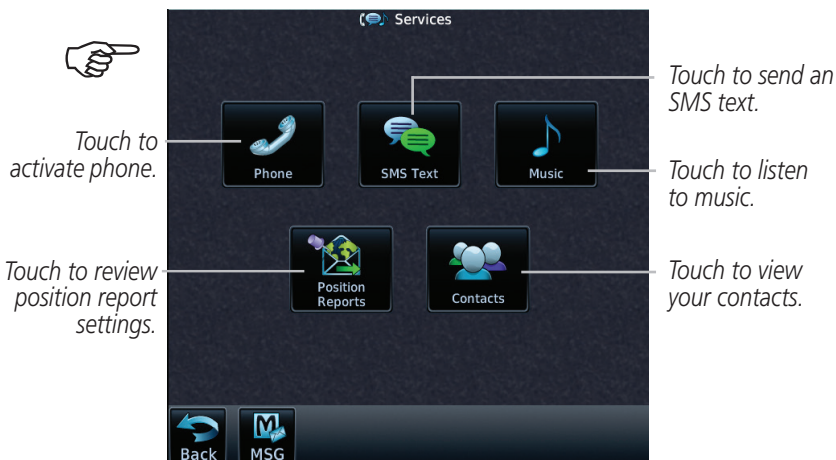 Services
Touch to send an
SMS text.
Touch to
activate phone.
Phone
SMS Text
Music
Touch to listen
to music.
Touch to review
position report
settings.
Position
Reports
Contacts
Touch to view
your contacts.
Back
MSG